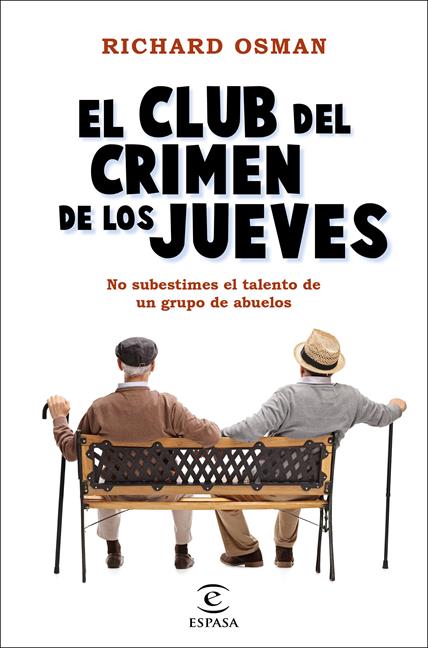 RICHARD OSMAN
EL CLUB DEL
CRIMEN
DE LOS JUEVES
No subestimes el talento de
un grupo de abuelos
e
ESPASA